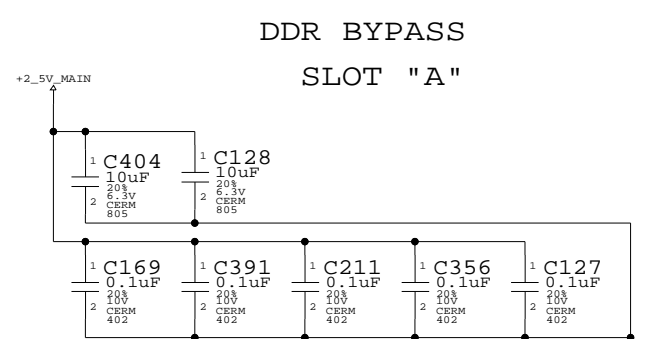 DDR BYPASS
SLOT "A"
+2_5V_MAIN
1 C404
10uF
20%
6.3V
2 CERM
805
1 C128
10uF
20%
6.3V
2 CERM
805
1 C169
0.1uF
20%
10V
2 CERM
402
1 C391
0.1uF
20%
10V
2 CERM
402
1 C211
0.1uF
20%
10V
2 CERM
402
1 C356
0.1uF
20%
10V
2 CERM
402
1 C127
0.1uF
20%
10V
2 CERM
402